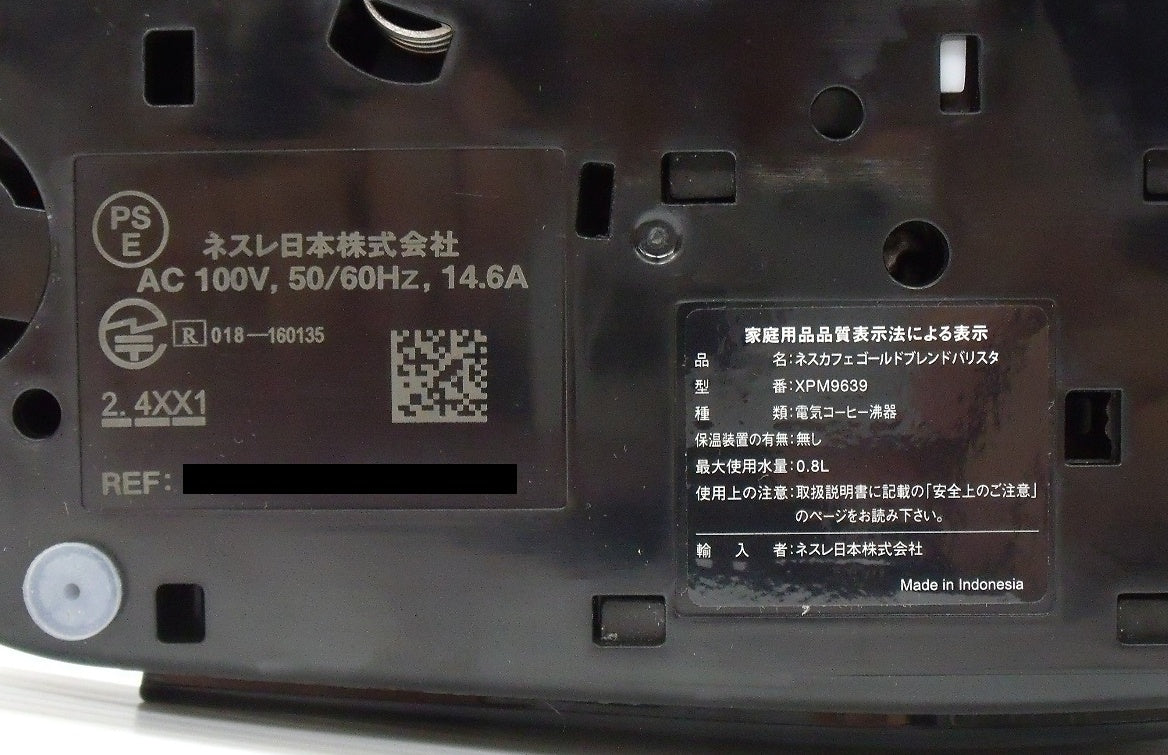 PS
E
ネスレ日本株式会社
AC 100V, 50/60Hz, 14.6A
R 018-160135
2.4XX1
REF:
家庭用品品質表示法による表示
品 名:ネスカフェゴールドブレンドバリスタ
型 番:XPM9639
種 類:電気コーヒー沸器
保温装置の有無:無し
最大使用水量:0.8L
使用上の注意:取扱説明書に記載の「安全上のご注意」
のページをお読み下さい。
輸 入 者:ネスレ日本株式会社
Made in Indonesia